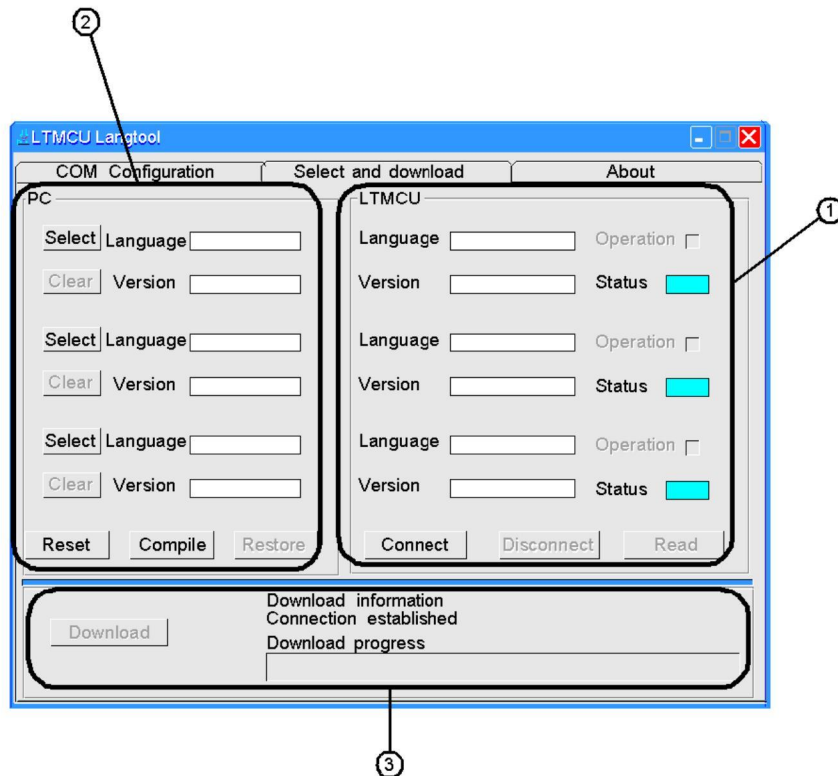 2
LTMCU Langtool
COM Configuration Select and download About
PC
Select Language
Clear Version
Select Language
Clear Version
Select Language
Clear Version
Reset Compile Restore
LTMCU
Language Operation
Version Status
Language Operation
Version Status
Language Operation
Version Status
Connect Disconnect Read
1
Download
Download information
Connection established
Download progress
3